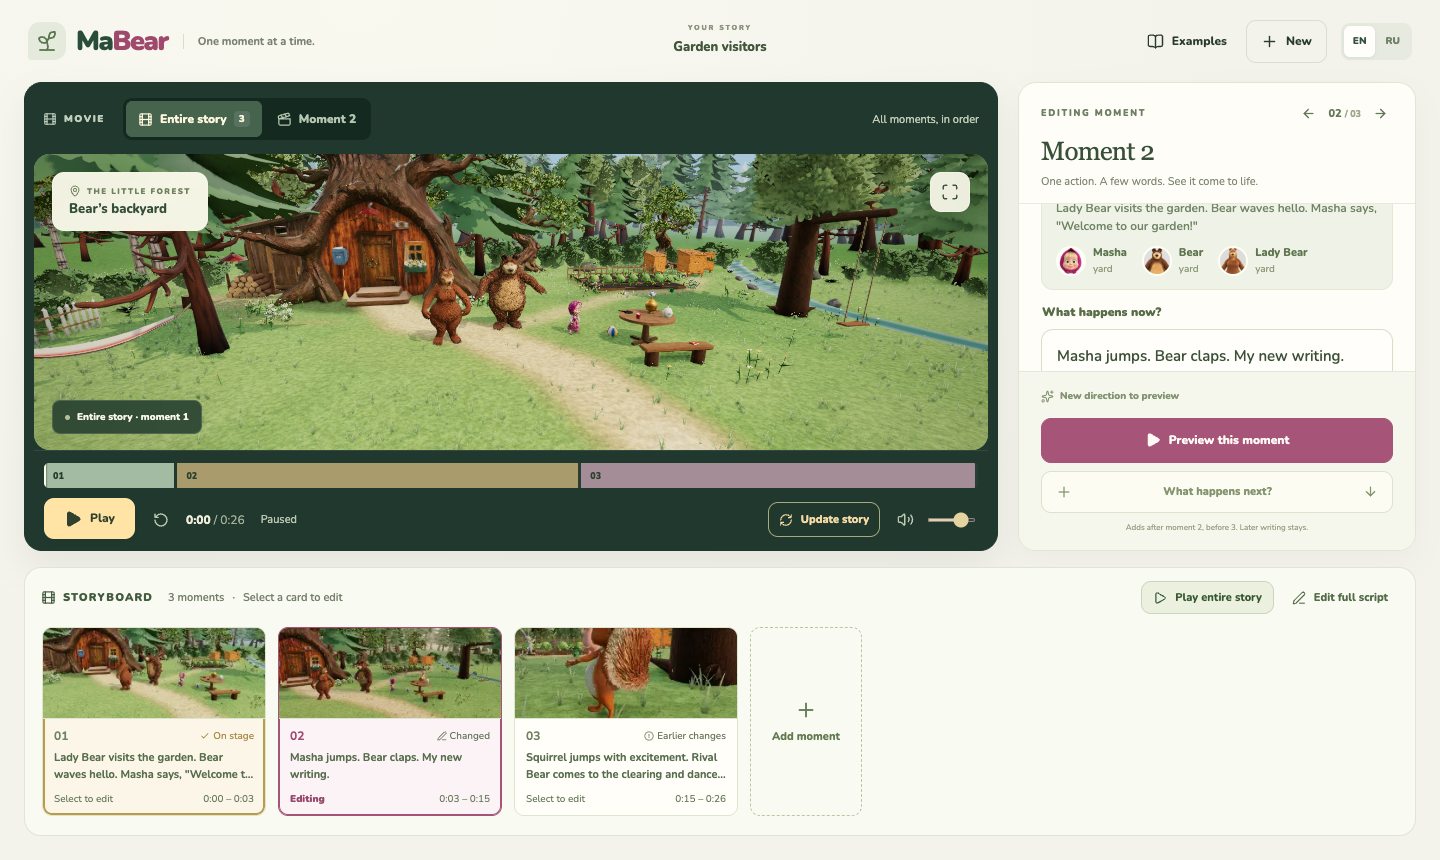 MaBear
One moment at a time.
YOUR STORY
Garden visitors
Examples
New
EN
RU
MOVIE
Entire story 3
Moment 2
All moments, in order
THE LITTLE FOREST
Bear's backyard
Entire story · moment 1
01
02
03
Play
0:00 / 0:26
Paused
Update story
EDITING MOMENT
02 / 03
Moment 2
One action. A few words. See it come to life.
Lady Bear visits the garden. Bear waves hello. Masha says,
"Welcome to our garden!"
Masha
yard
Bear
yard
Lady Bear
yard
What happens now?
Masha jumps. Bear claps. My new writing.
New direction to preview
Preview this moment
What happens next?
Adds after moment 2, before 3. Later writing stays.
STORYBOARD
3 moments · Select a card to edit
Play entire story
Edit full script
01
On stage
Lady Bear visits the garden. Bear
waves hello. Masha says, "Welcome t...
Select to edit
0:00 – 0:03
02
Changed
Masha jumps. Bear claps. My new
writing.
Editing
0:03 – 0:15
03
Earlier changes
Squirrel jumps with excitement. Rival
Bear comes to the clearing and dance...
Select to edit
0:15 – 0:26
Add moment